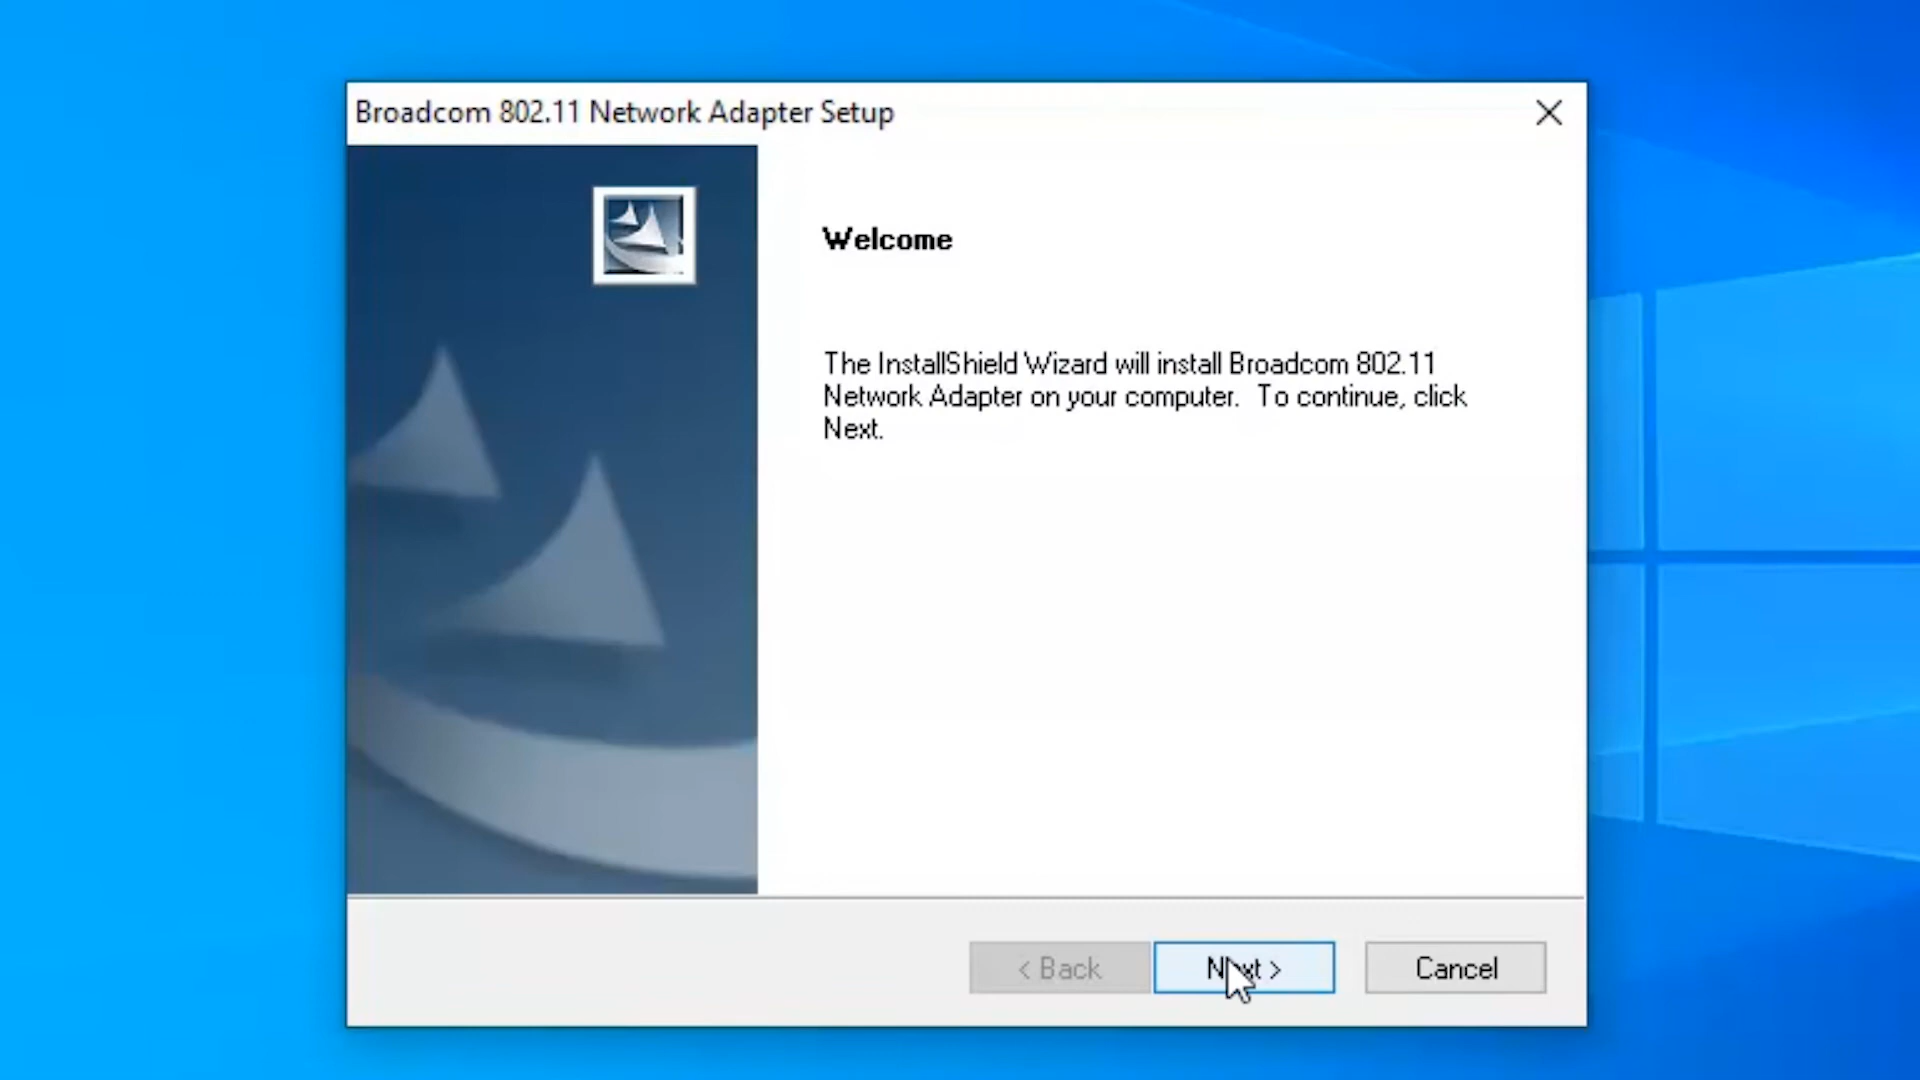 Broadcom 802.11 Network Adapter Setup
Welcome
The InstallShield Wizard will install Broadcom 802.11
Network Adapter on your computer.  To continue, click
Next.
< Back
Next >
Cancel